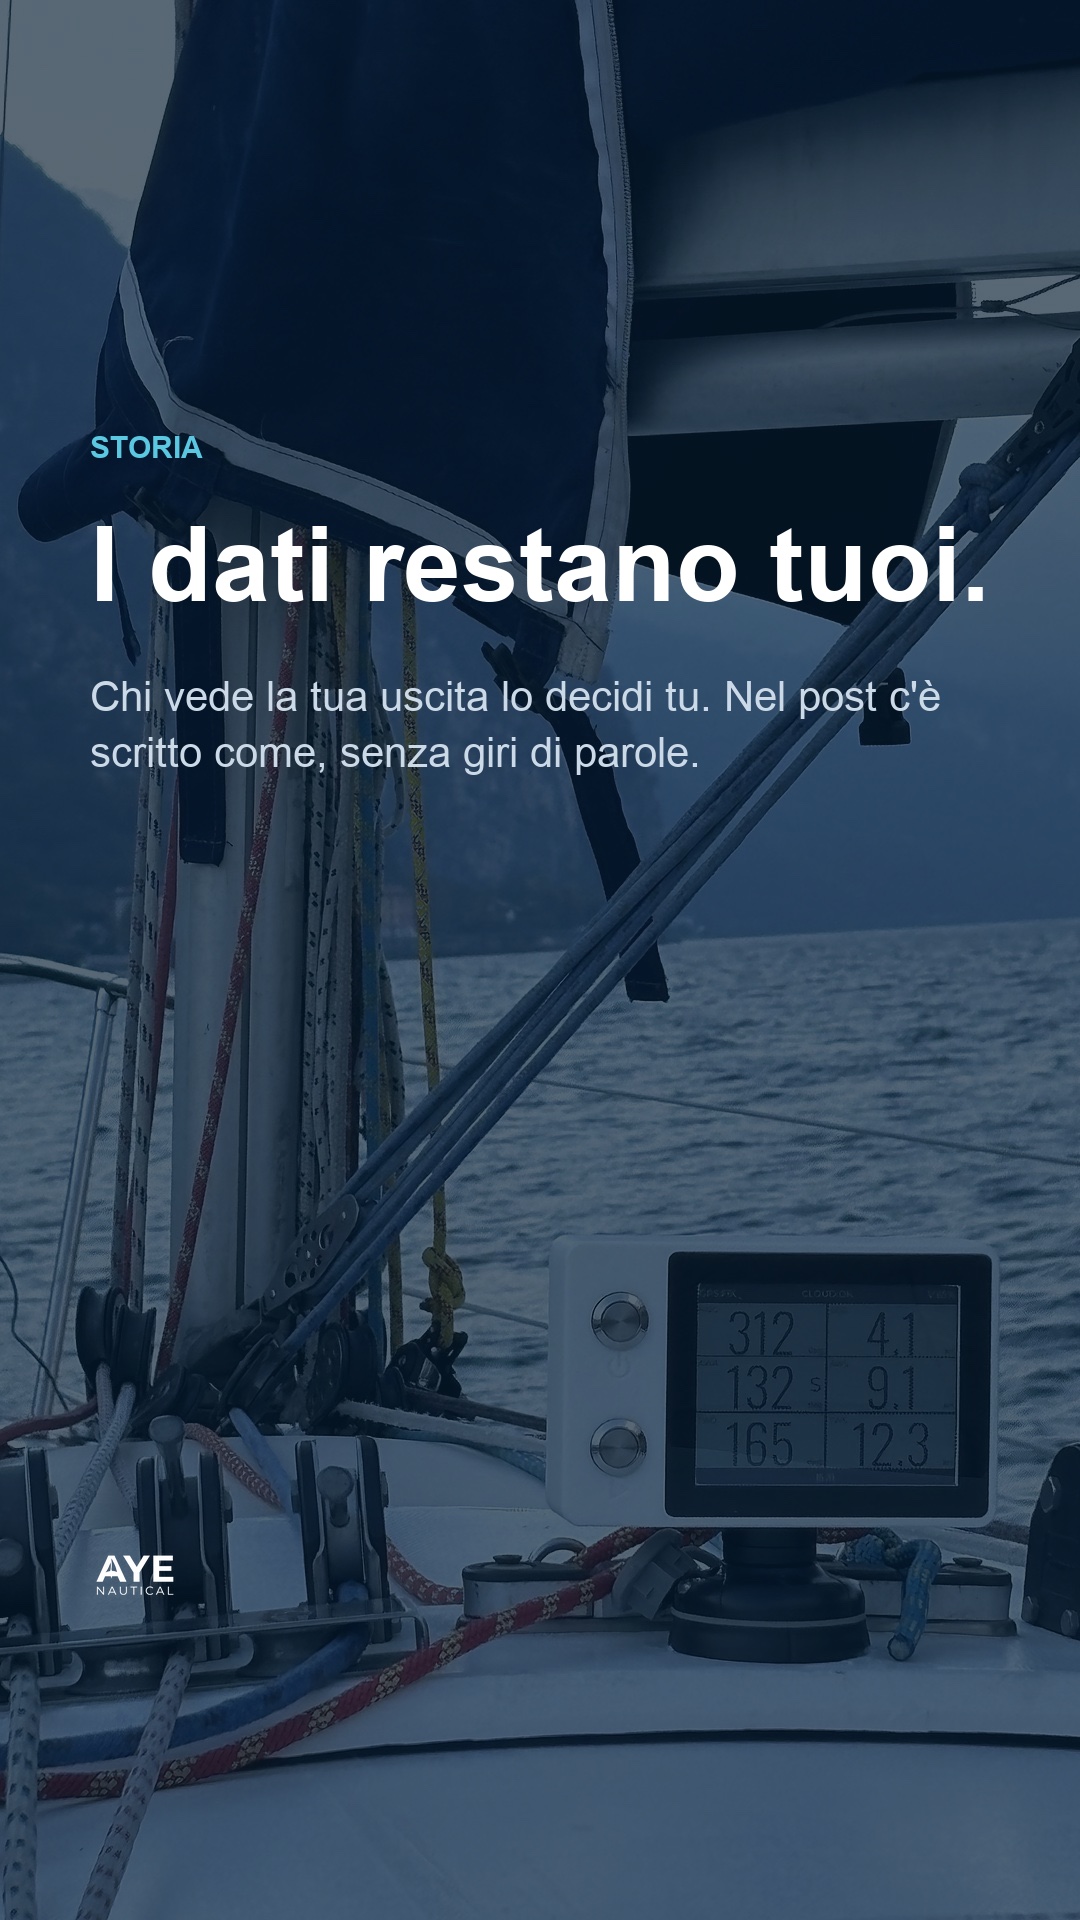 STORIA
I dati restano tuoi.
Chi vede la tua uscita lo decidi tu. Nel post c'è
scritto come, senza giri di parole.
312 4.1
132 S 9.1
165 12.3
AYE
NAUTICAL